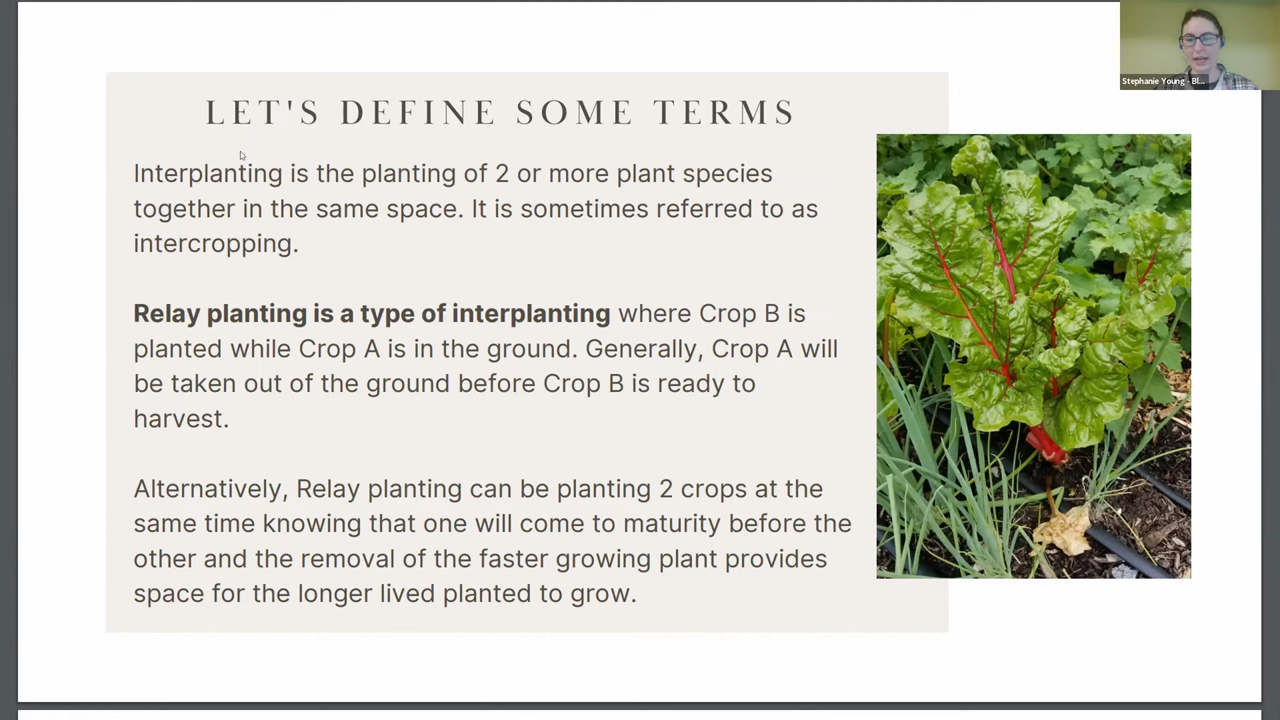 Stephanie Young - Bl...
LET'S DEFINE SOME TERMS
Interplanting is the planting of 2 or more plant species
together in the same space. It is sometimes referred to as
intercropping.
Relay planting is a type of interplanting where Crop B is
planted while Crop A is in the ground. Generally, Crop A will
be taken out of the ground before Crop B is ready to
harvest.
Alternatively, Relay planting can be planting 2 crops at the
same time knowing that one will come to maturity before the
other and the removal of the faster growing plant provides
space for the longer lived planted to grow.